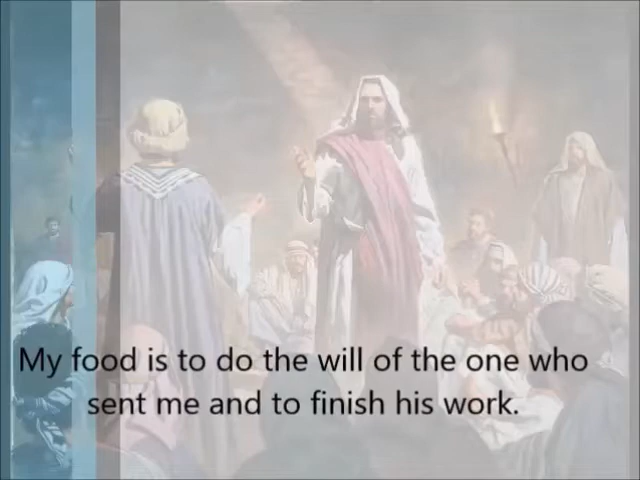 My food is to do the will of the one who
sent me and to finish his work.